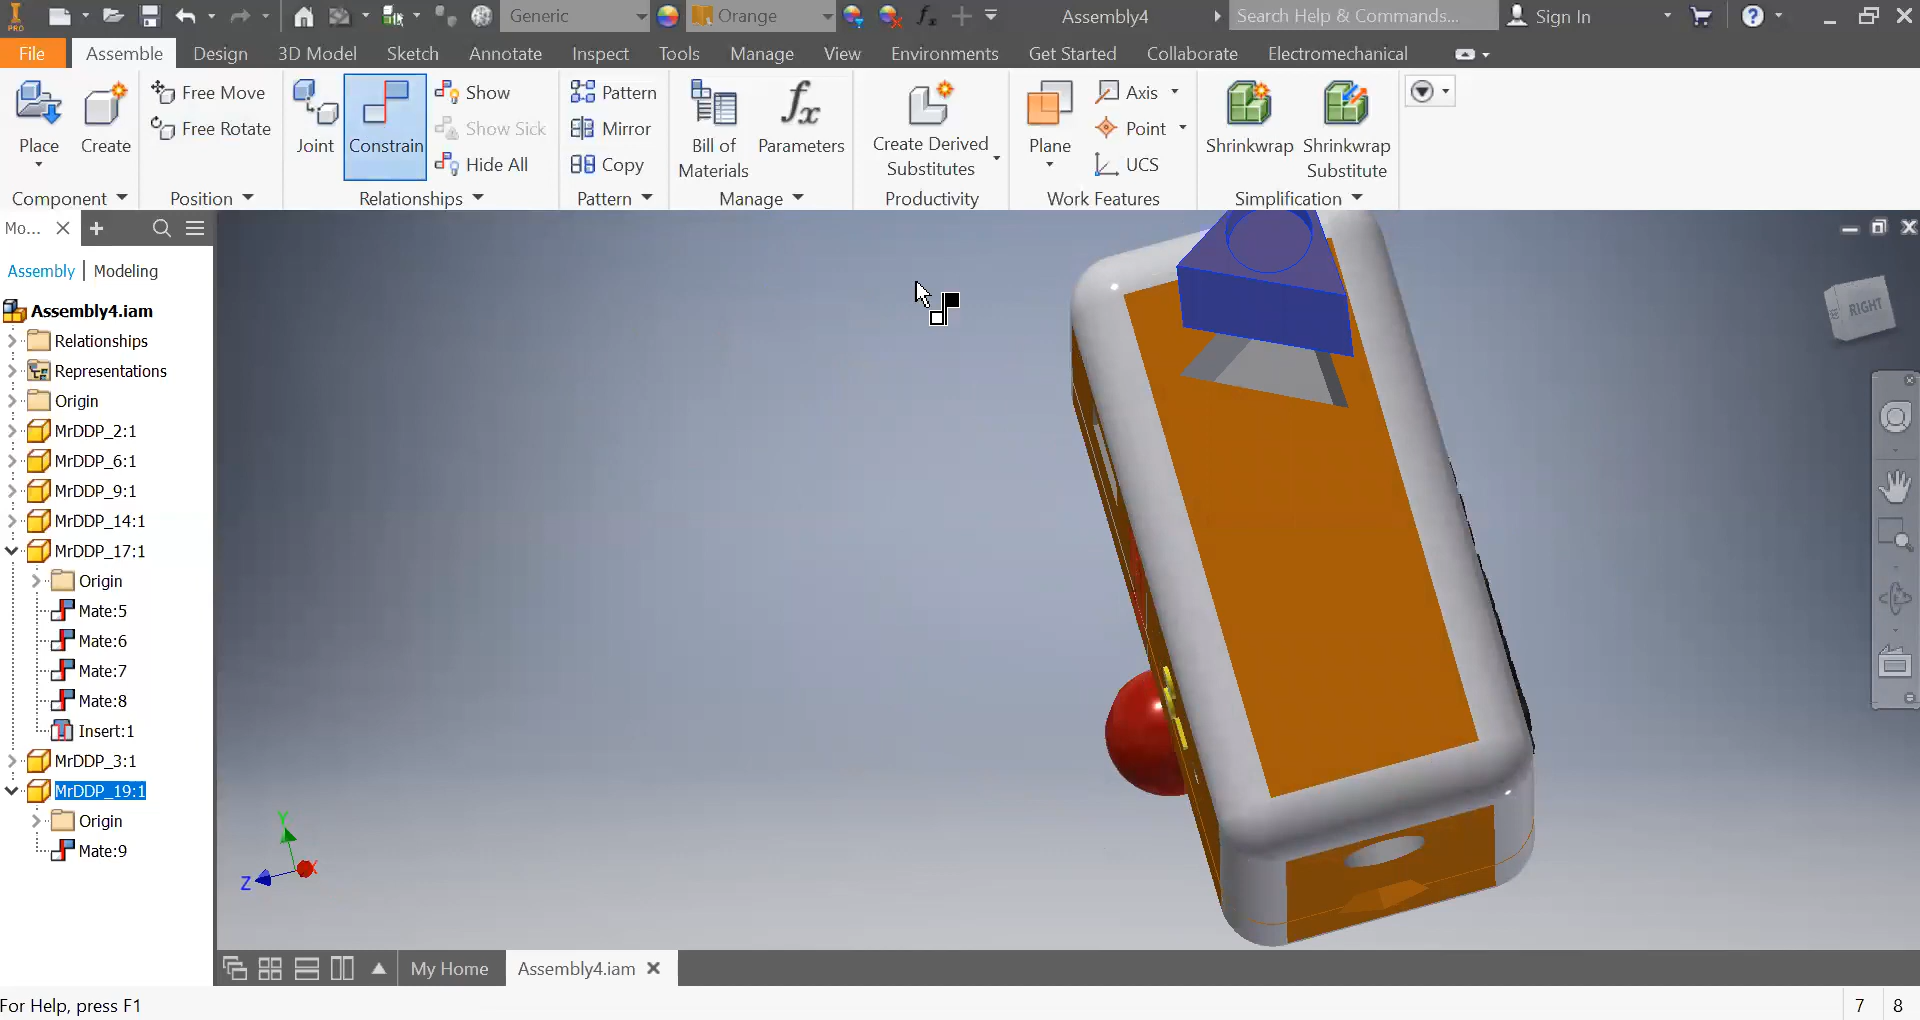 PRO
Generic
Orange
Assembly4
Search Help & Commands...
Sign In
File
Assemble
Design
3D Model
Sketch
Annotate
Inspect
Tools
Manage
View
Environments
Get Started
Collaborate
Electromechanical
Place
Create
Free Move
Free Rotate
Joint
Constrain
Show
Show Sick
Hide All
Pattern
Mirror
Copy
Bill of
Materials
fx
Parameters
Create Derived
Substitutes
Plane
Axis
Point
UCS
Shrinkwrap
Shrinkwrap
Substitute
Component
Position
Relationships
Pattern
Manage
Productivity
Work Features
Simplification
Mo...
Assembly
Modeling
Assembly4.iam
Relationships
Representations
Origin
MrDDP_2:1
MrDDP_6:1
MrDDP_9:1
MrDDP_14:1
MrDDP_17:1
Origin
Mate:5
Mate:6
Mate:7
Mate:8
Insert:1
MrDDP_3:1
MrDDP_19:1
Origin
Mate:9
RIGHT
Y
Z
X
My Home
Assembly4.iam
For Help, press F1
7
8